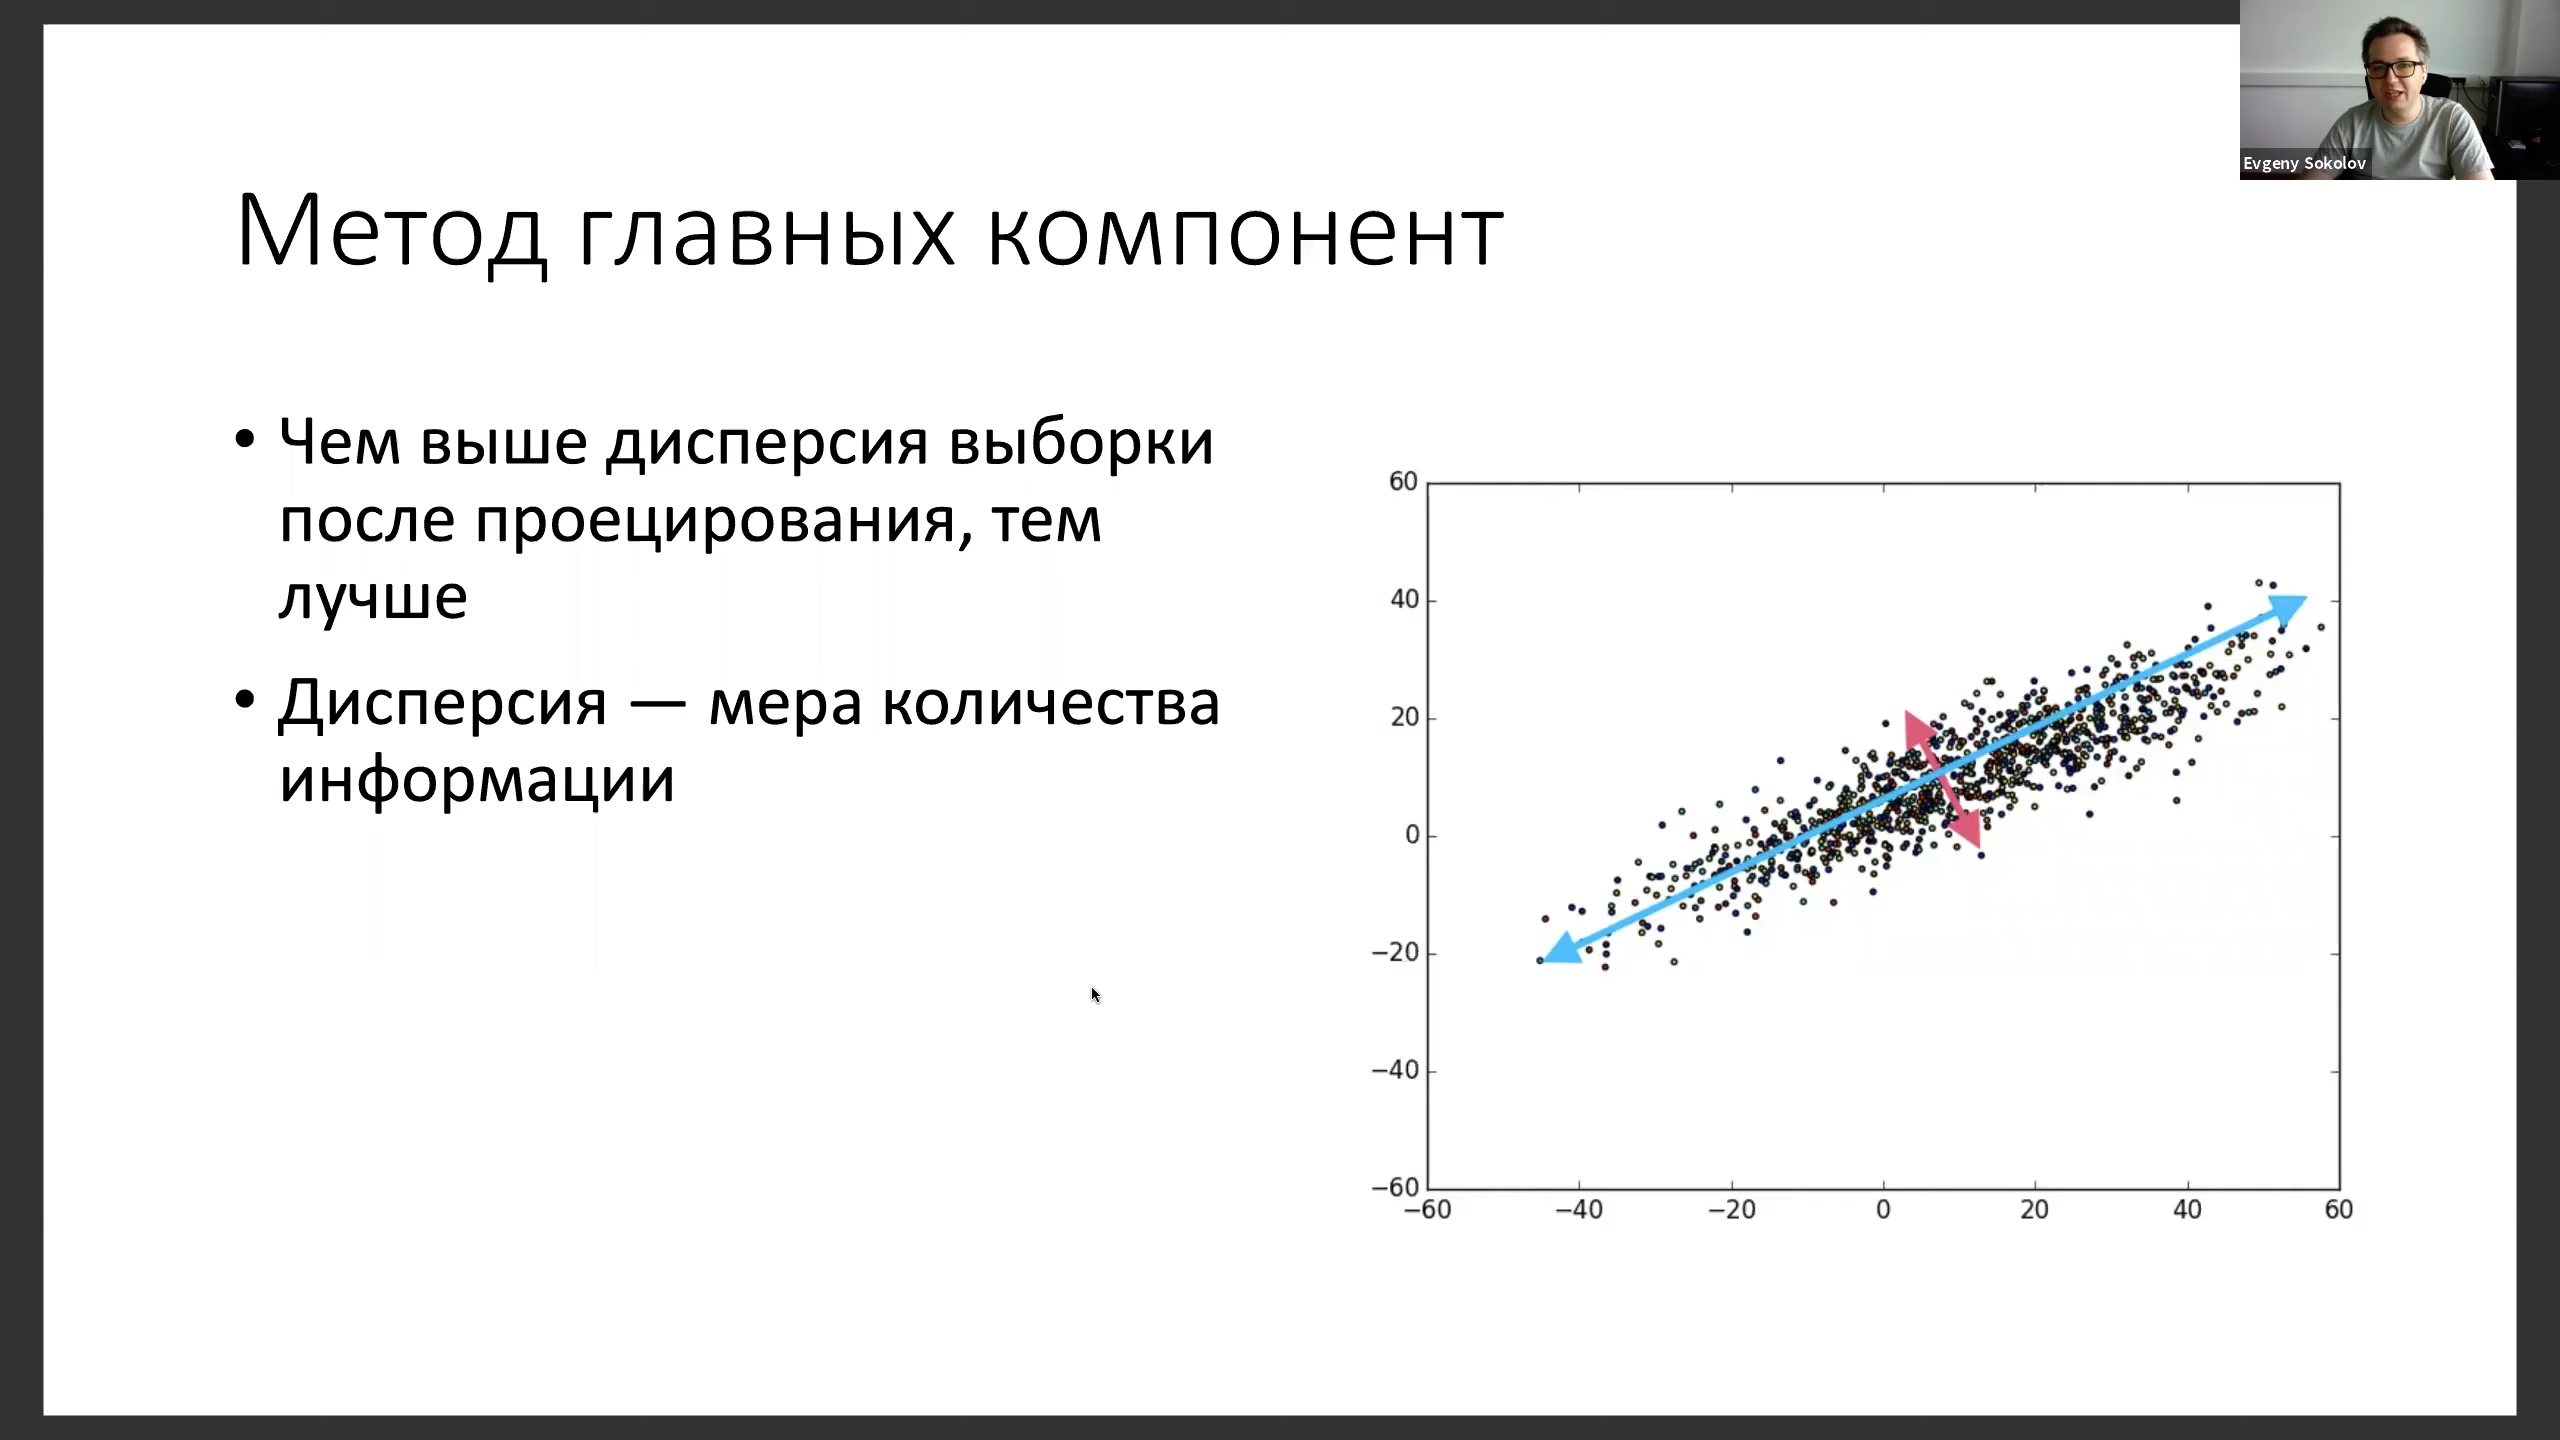 Evgeny Sokolov
Метод главных компонент
• Чем выше дисперсия выборки
после проецирования, тем
лучше
• Дисперсия — мера количества
информации
60
40
20
0
−20
−40
−60
−60 −40 −20 0 20 40 60